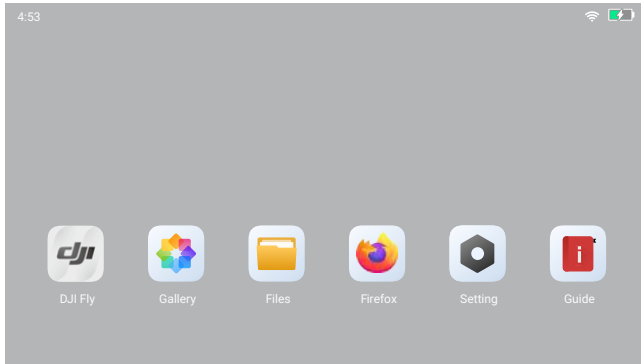 4:53
dji
i
DJI Fly
Gallery
Files
Firefox
Setting
Guide